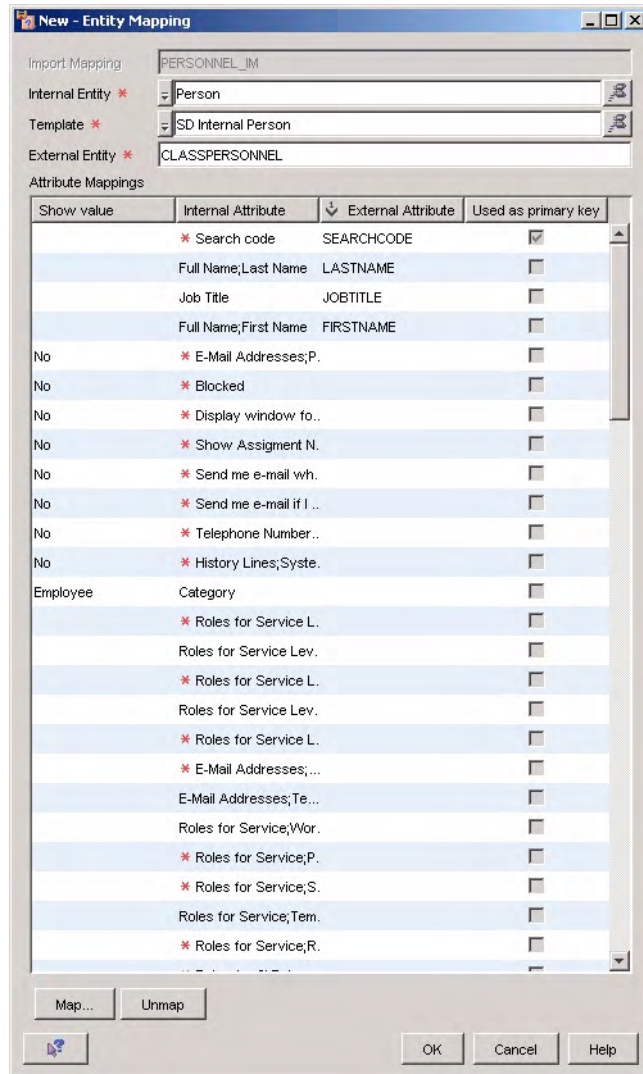 New - Entity Mapping
Import Mapping PERSONNEL_IM
Internal Entity * Person
Template * SD Internal Person
External Entity * CLASSPERSONNEL
Attribute Mappings
Show value Internal Attribute 1 External Attribute Used as primary key
* Search code SEARCHCODE
Full Name;Last Name LASTNAME
Job Title JOBTITLE
Full Name;First Name FIRSTNAME
No * E-Mail Addresses;P.
No * Blocked
No * Display window fo..
No * Show Assigment N.
No * Send me e-mail wh.
No * Send me e-mail if I ..
No * Telephone Number..
No * History Lines;Syste.
Employee Category
* Roles for Service L.
Roles for Service Lev.
* Roles for Service L.
Roles for Service Lev.
* Roles for Service L.
* E-Mail Addresses;...
E-Mail Addresses;Te...
Roles for Service;Wor.
* Roles for Service;P.
* Roles for Service;S.
Roles for Service;Tem.
* Roles for Service;R.
Map... Unmap
OK Cancel Help